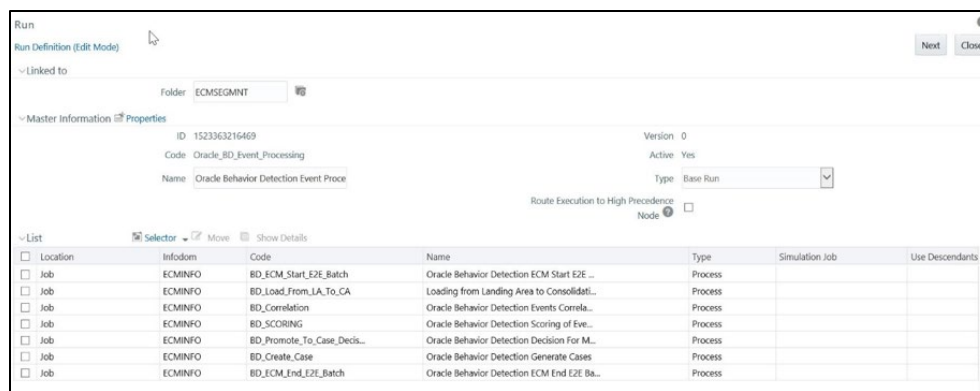 Run
Run Definition (Edit Mode)
Next
Close
Linked to
Folder ECMSEGMNT
Master Information Properties
ID 1523363216469
Version 0
Code Oracle_BD_Event_Processing
Active Yes
Name Oracle Behavior Detection Event Proce
Type Base Run
Route Execution to High Precedence
Node
List Selector Move Show Details
Location Infodom Code Name Type Simulation Job Use Descendants
Job ECMINFO BD_ECM_Start_E2E_Batch Oracle Behavior Detection ECM Start E2E ... Process
Job ECMINFO BD_Load_From_LA_To_CA Loading from Landing Area to Consolidati... Process
Job ECMINFO BD_Correlation Oracle Behavior Detection Events Correla... Process
Job ECMINFO BD_SCORING Oracle Behavior Detection Scoring of Eve... Process
Job ECMINFO BD_Promote_To_Case_Decis... Oracle Behavior Detection Decision For M... Process
Job ECMINFO BD_Create_Case Oracle Behavior Detection Generate Cases Process
Job ECMINFO BD_ECM_End_E2E_Batch Oracle Behavior Detection ECM End E2E Ba... Process